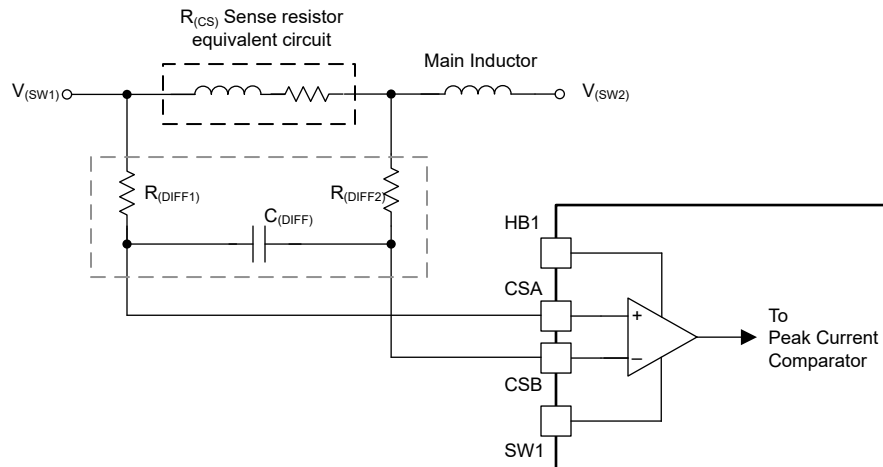 R(CS) Sense resistor
equivalent circuit
Main Inductor
V(SW1)
V(SW2)
R(DIFF1)
R(DIFF2)
C(DIFF)
HB1
CSA
+
To
Peak Current
Comparator
–
CSB
SW1